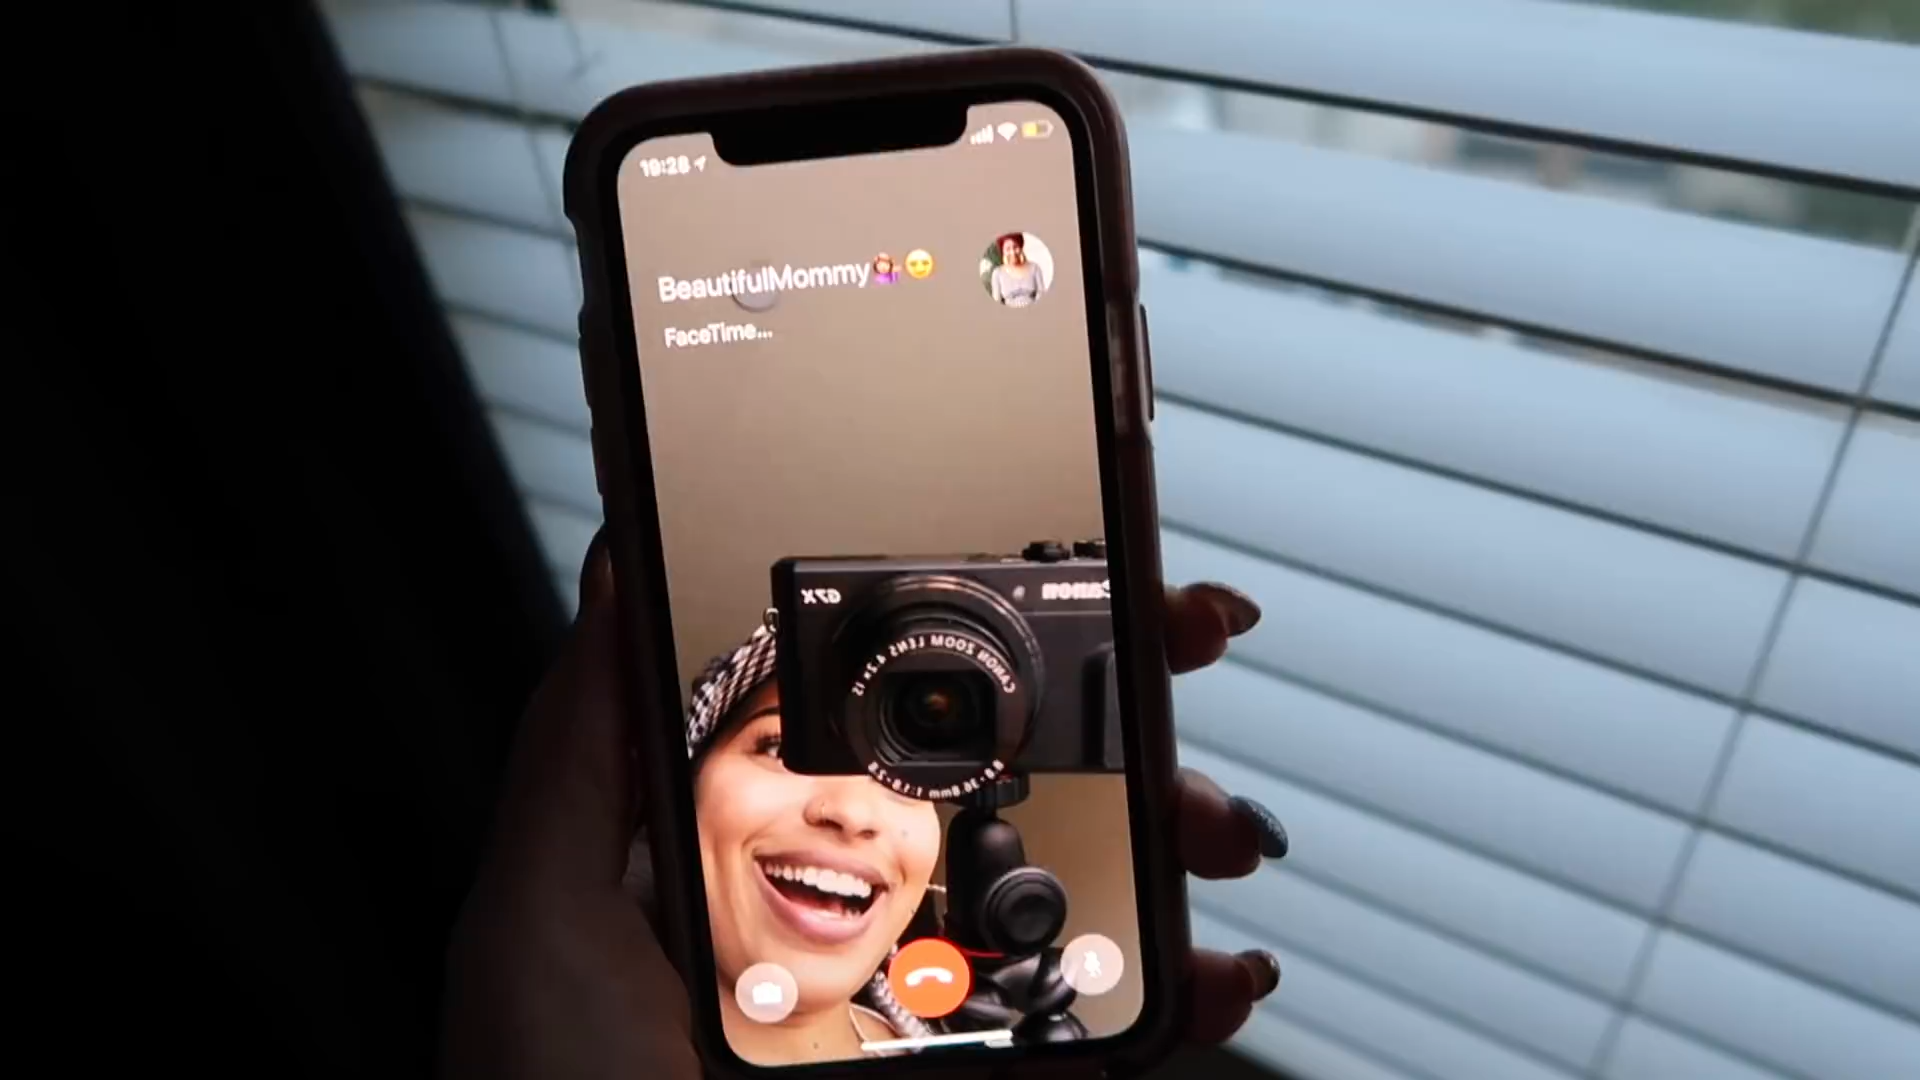 19:28
BeautifulMommy💁🏽‍♀️😍
FaceTime...
G7X
Canon
CANON ZOOM LENS 4.2x IS
8.8-36.8mm 1:1.8-2.8